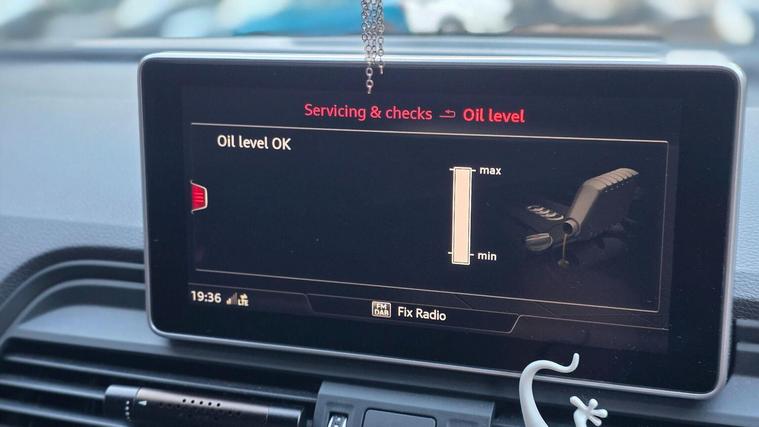 Servicing & checks Oil level
Oil level OK
max
min
19:36 LTE
FM DAB Fix Radio